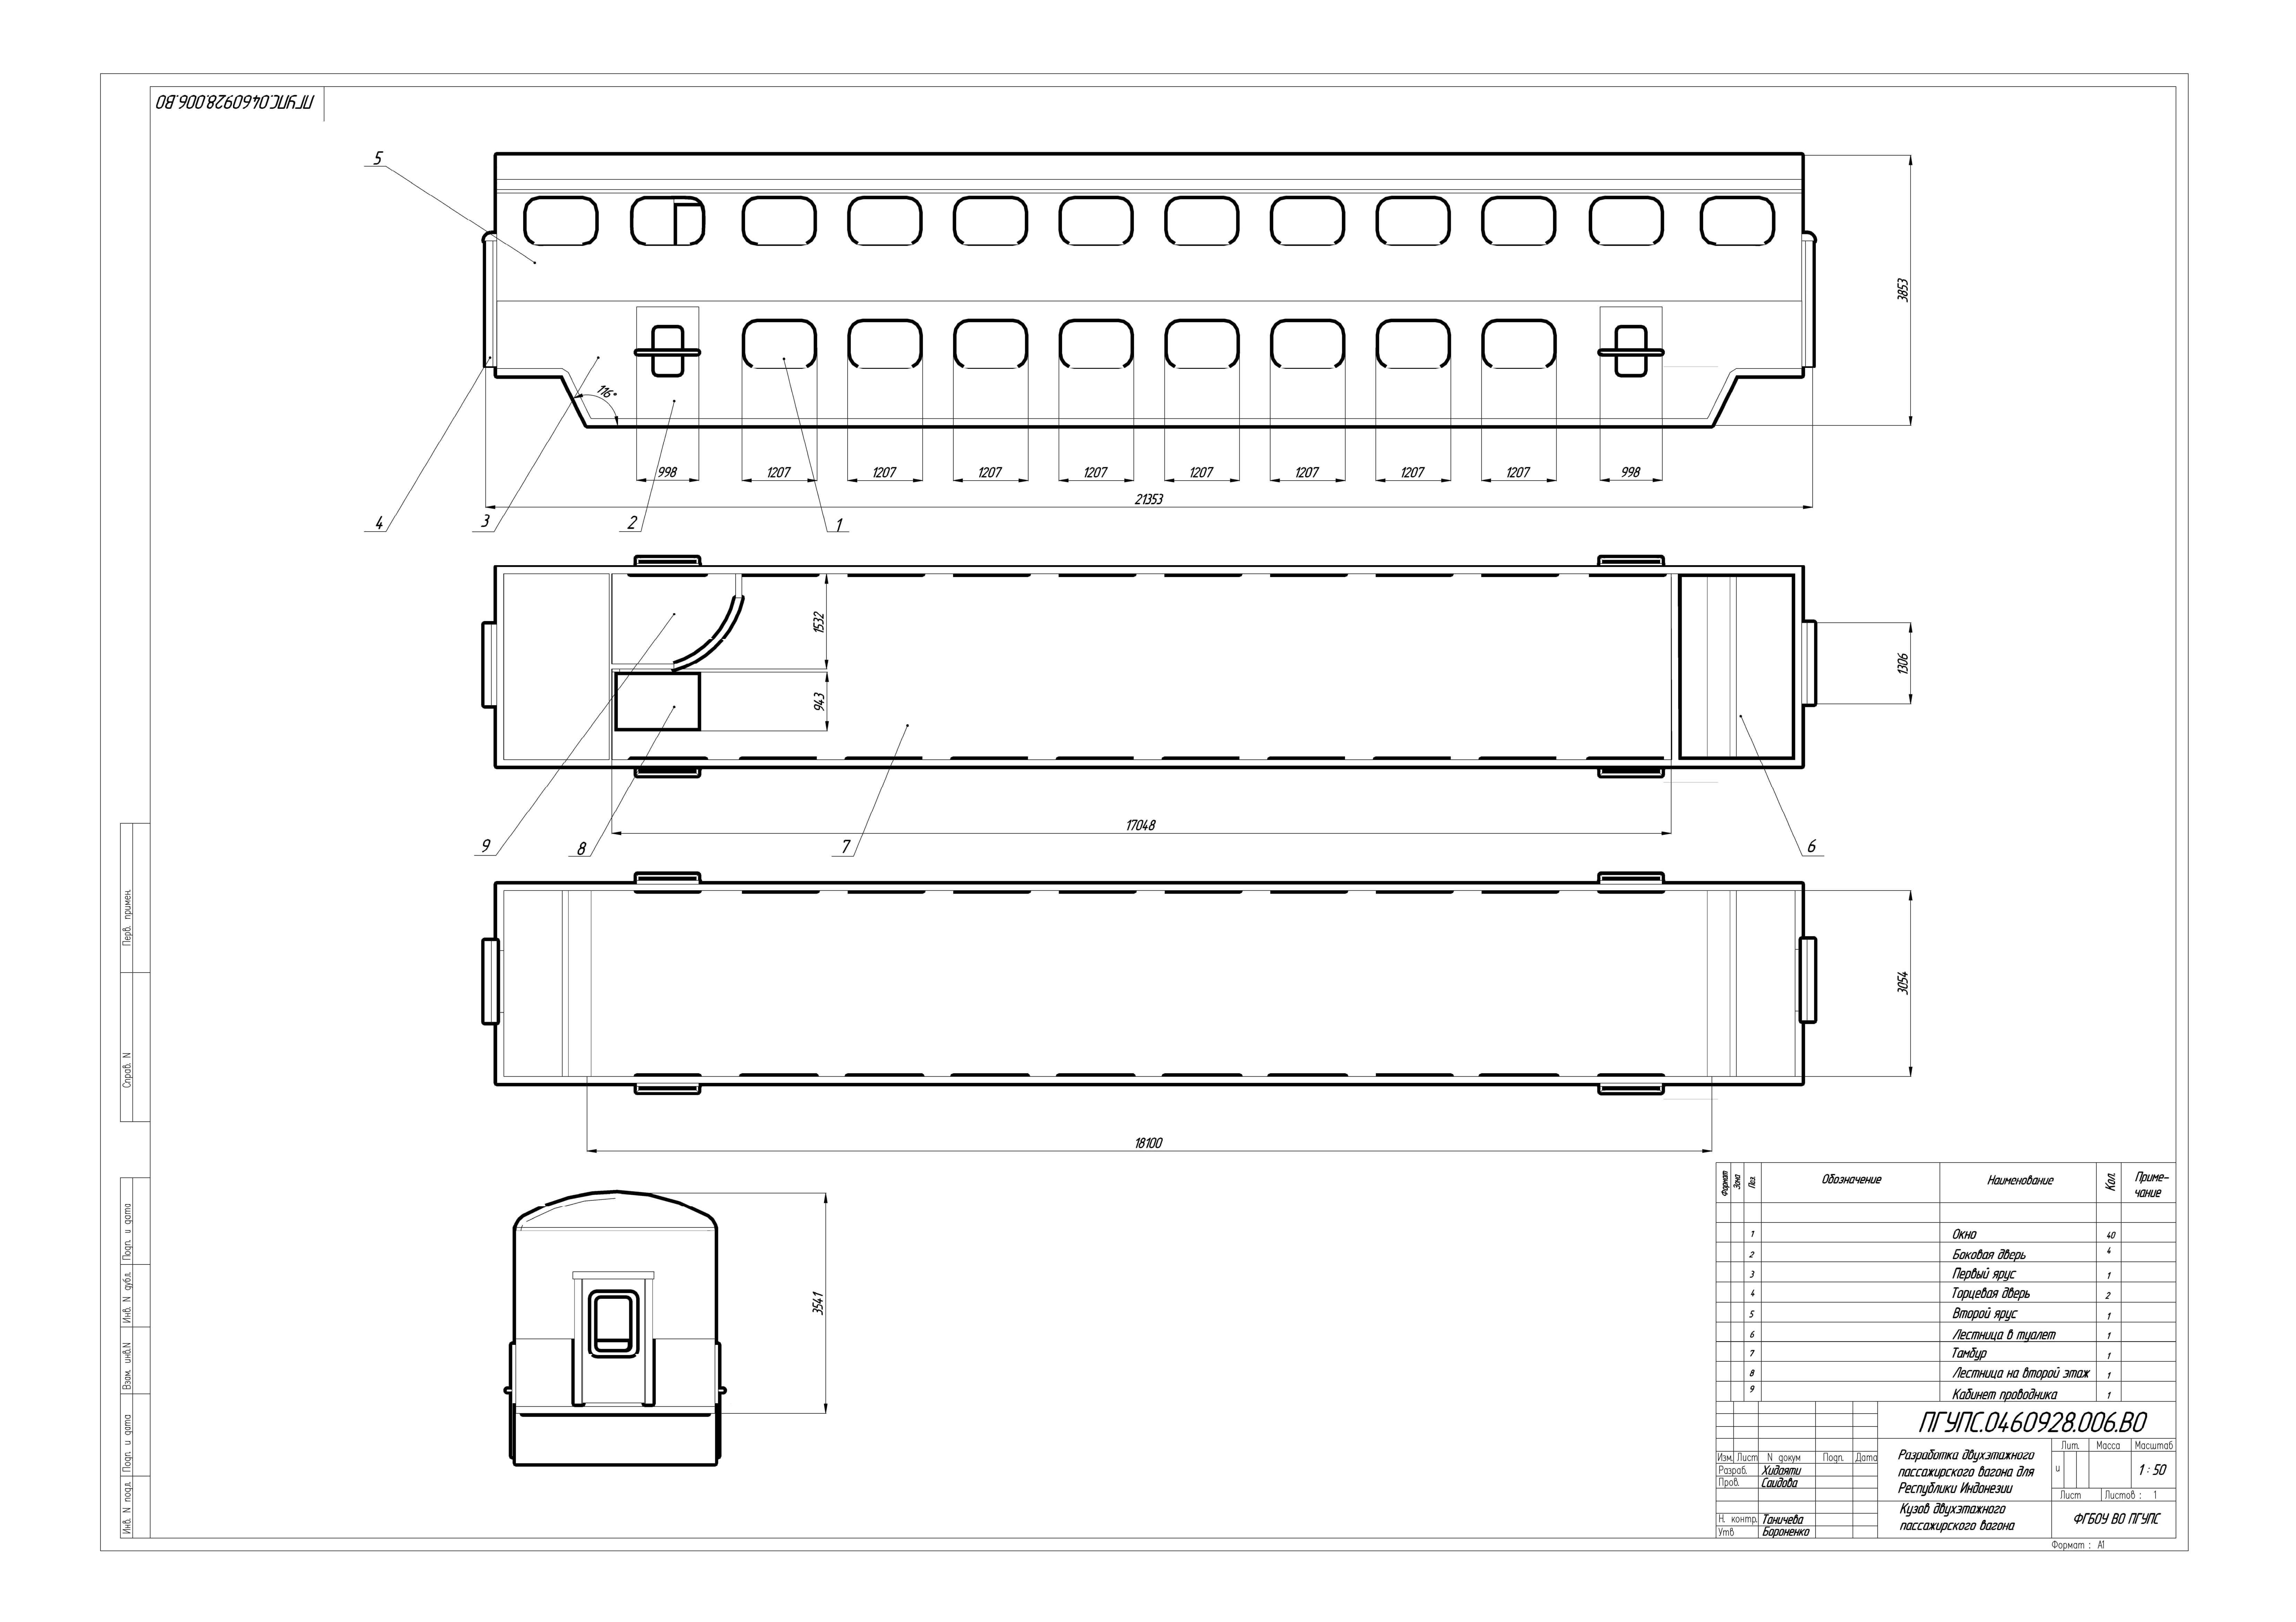 ПГУПС.0460928.006.ВО
5
3853
116°
998
1207
1207
1207
1207
1207
1207
1207
1207
998
21353
4
3
2
1
1532
943
1306
17048
9
8
7
6
3054
18100
3541
Перв. примен.
Справ. N
Подп. и дата
Инв. N дубл.
Взам. инв.N
Подп. и дата
Инв. N подл.
Формат Зона Поз. Обозначение Наименование Кол. Приме-
чание
1 Окно 40
2 Боковая дверь 4
3 Первый ярус 1
4 Торцевая дверь 2
5 Второй ярус 1
6 Лестница в туалет 1
7 Тамбур 1
8 Лестница на второй этаж 1
9 Кабинет проводника 1
ПГУПС.0460928.006.ВО
Изм. Лист N докум Подп. Дата
Разраб. Хидаяти
Пров. Саидова
Н. контр. Таничева
Утв Бороненко
Разработка двухэтажного
пассажирского вагона для
Республики Индонезии
Кузов двухэтажного
пассажирского вагона
Лит. Масса Масштаб
и 1 : 50
Лист Листов : 1
ФГБОУ ВО ПГУПС
Формат : А1